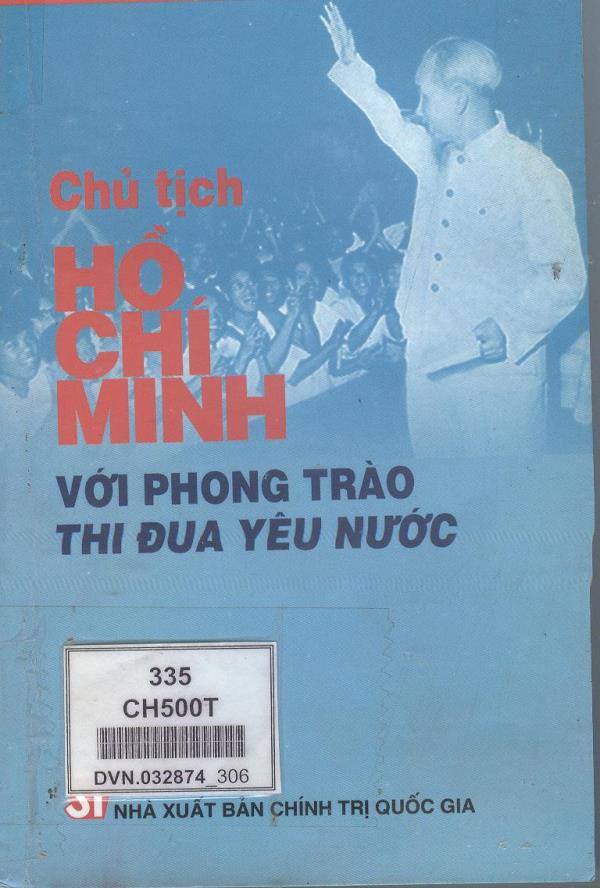 Chủ tịch
HỒ
CHÍ
MINH
VỚI PHONG TRÀO
THI ĐUA YÊU NƯỚC
335
CH500T
DVN.032874_306
ST NHÀ XUẤT BẢN CHÍNH TRỊ QUỐC GIA